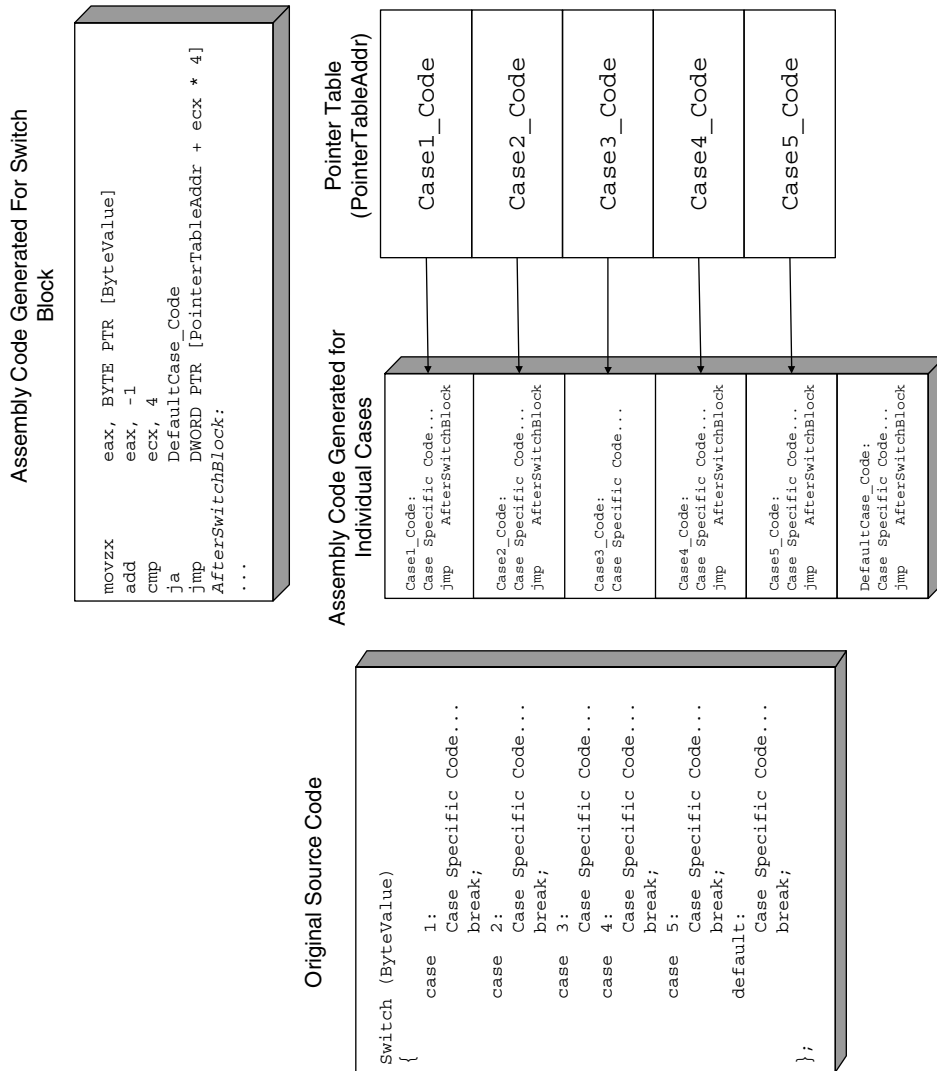 Assembly Code Generated For Switch
Block
movzx eax, BYTE PTR [ByteValue]
add eax, -1
cmp ecx, 4
ja DefaultCase_Code
jmp DWORD PTR [PointerTableAddr + ecx * 4]
AfterSwitchBlock:
...
Original Source Code
Switch (ByteValue)
{
case 1:
Case Specific Code...
break;
case 2:
Case Specific Code...
break;
case 3:
Case Specific Code...
case 4:
Case Specific Code...
break;
case 5:
Case Specific Code...
break;
default:
Case Specific Code...
break;
};
Assembly Code Generated for
Individual Cases
Case1_Code:
Case Specific Code...
jmp AfterSwitchBlock
Case2_Code:
Case Specific Code...
jmp AfterSwitchBlock
Case3_Code:
Case Specific Code...
Case4_Code:
Case Specific Code...
jmp AfterSwitchBlock
Case5_Code:
Case Specific Code...
jmp AfterSwitchBlock
DefaultCase_Code:
Case Specific Code...
jmp AfterSwitchBlock
Pointer Table
(PointerTableAddr)
Case1_Code
Case2_Code
Case3_Code
Case4_Code
Case5_Code